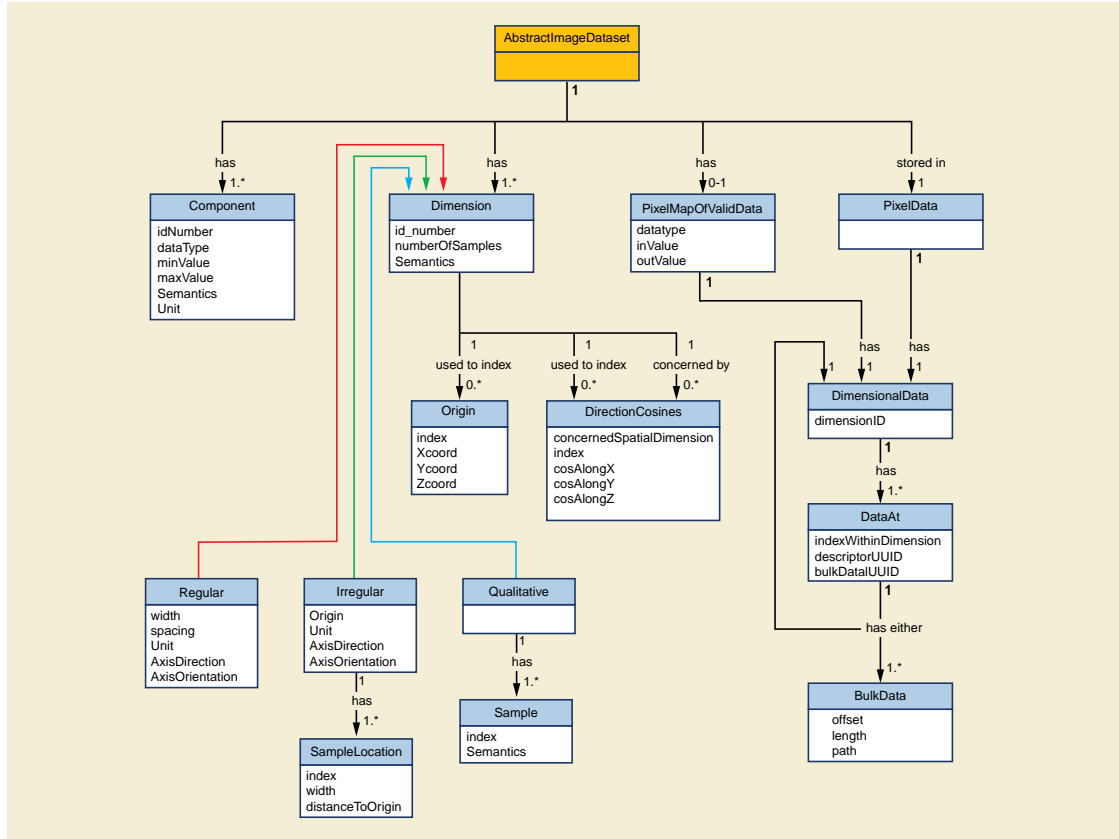 AbstractImageDataset
1
has
1.*
has
1.*
has
0-1
stored in
1
Component
idNumber
dataType
minValue
maxValue
Semantics
Unit
Dimension
id_number
numberOfSamples
Semantics
PixelMapOfValidData
datatype
inValue
outValue
1
PixelData
1
1
used to index
0.*
1
used to index
0.*
1
concerned by
0.*
has
1
has
1
1
Origin
index
Xcoord
Ycoord
Zcoord
DirectionCosines
concernedSpatialDimension
index
cosAlongX
cosAlongY
cosAlongZ
DimensionalData
dimensionID
1
has
1.*
DataAt
indexWithinDimension
descriptorUUID
bulkDatalUUID
1
has either
1.*
BulkData
offset
length
path
Regular
width
spacing
Unit
AxisDirection
AxisOrientation
Irregular
Origin
Unit
AxisDirection
AxisOrientation
1
has
1.*
SampleLocation
index
width
distanceToOrigin
Qualitative
1
has
1.*
Sample
index
Semantics